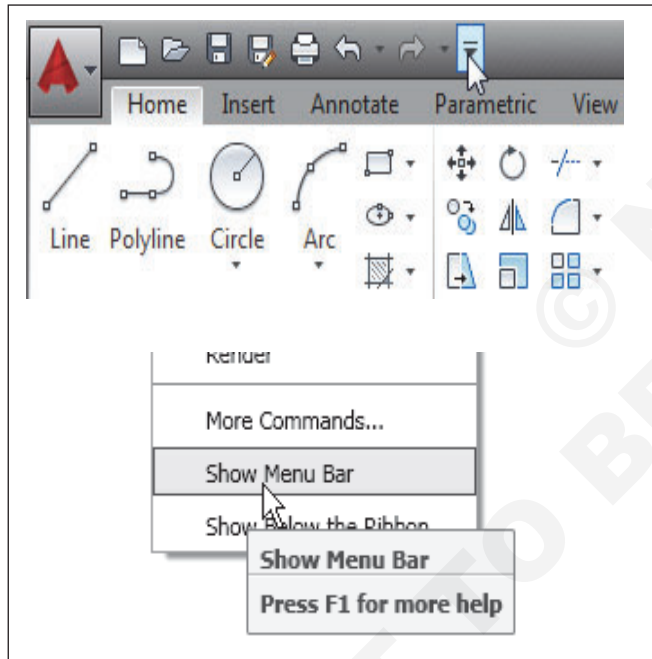 Home Insert Annotate Parametric View
Line Polyline Circle Arc
Render
More Commands...
Show Menu Bar
Show Below the Ribbon
Show Menu Bar
Press F1 for more help